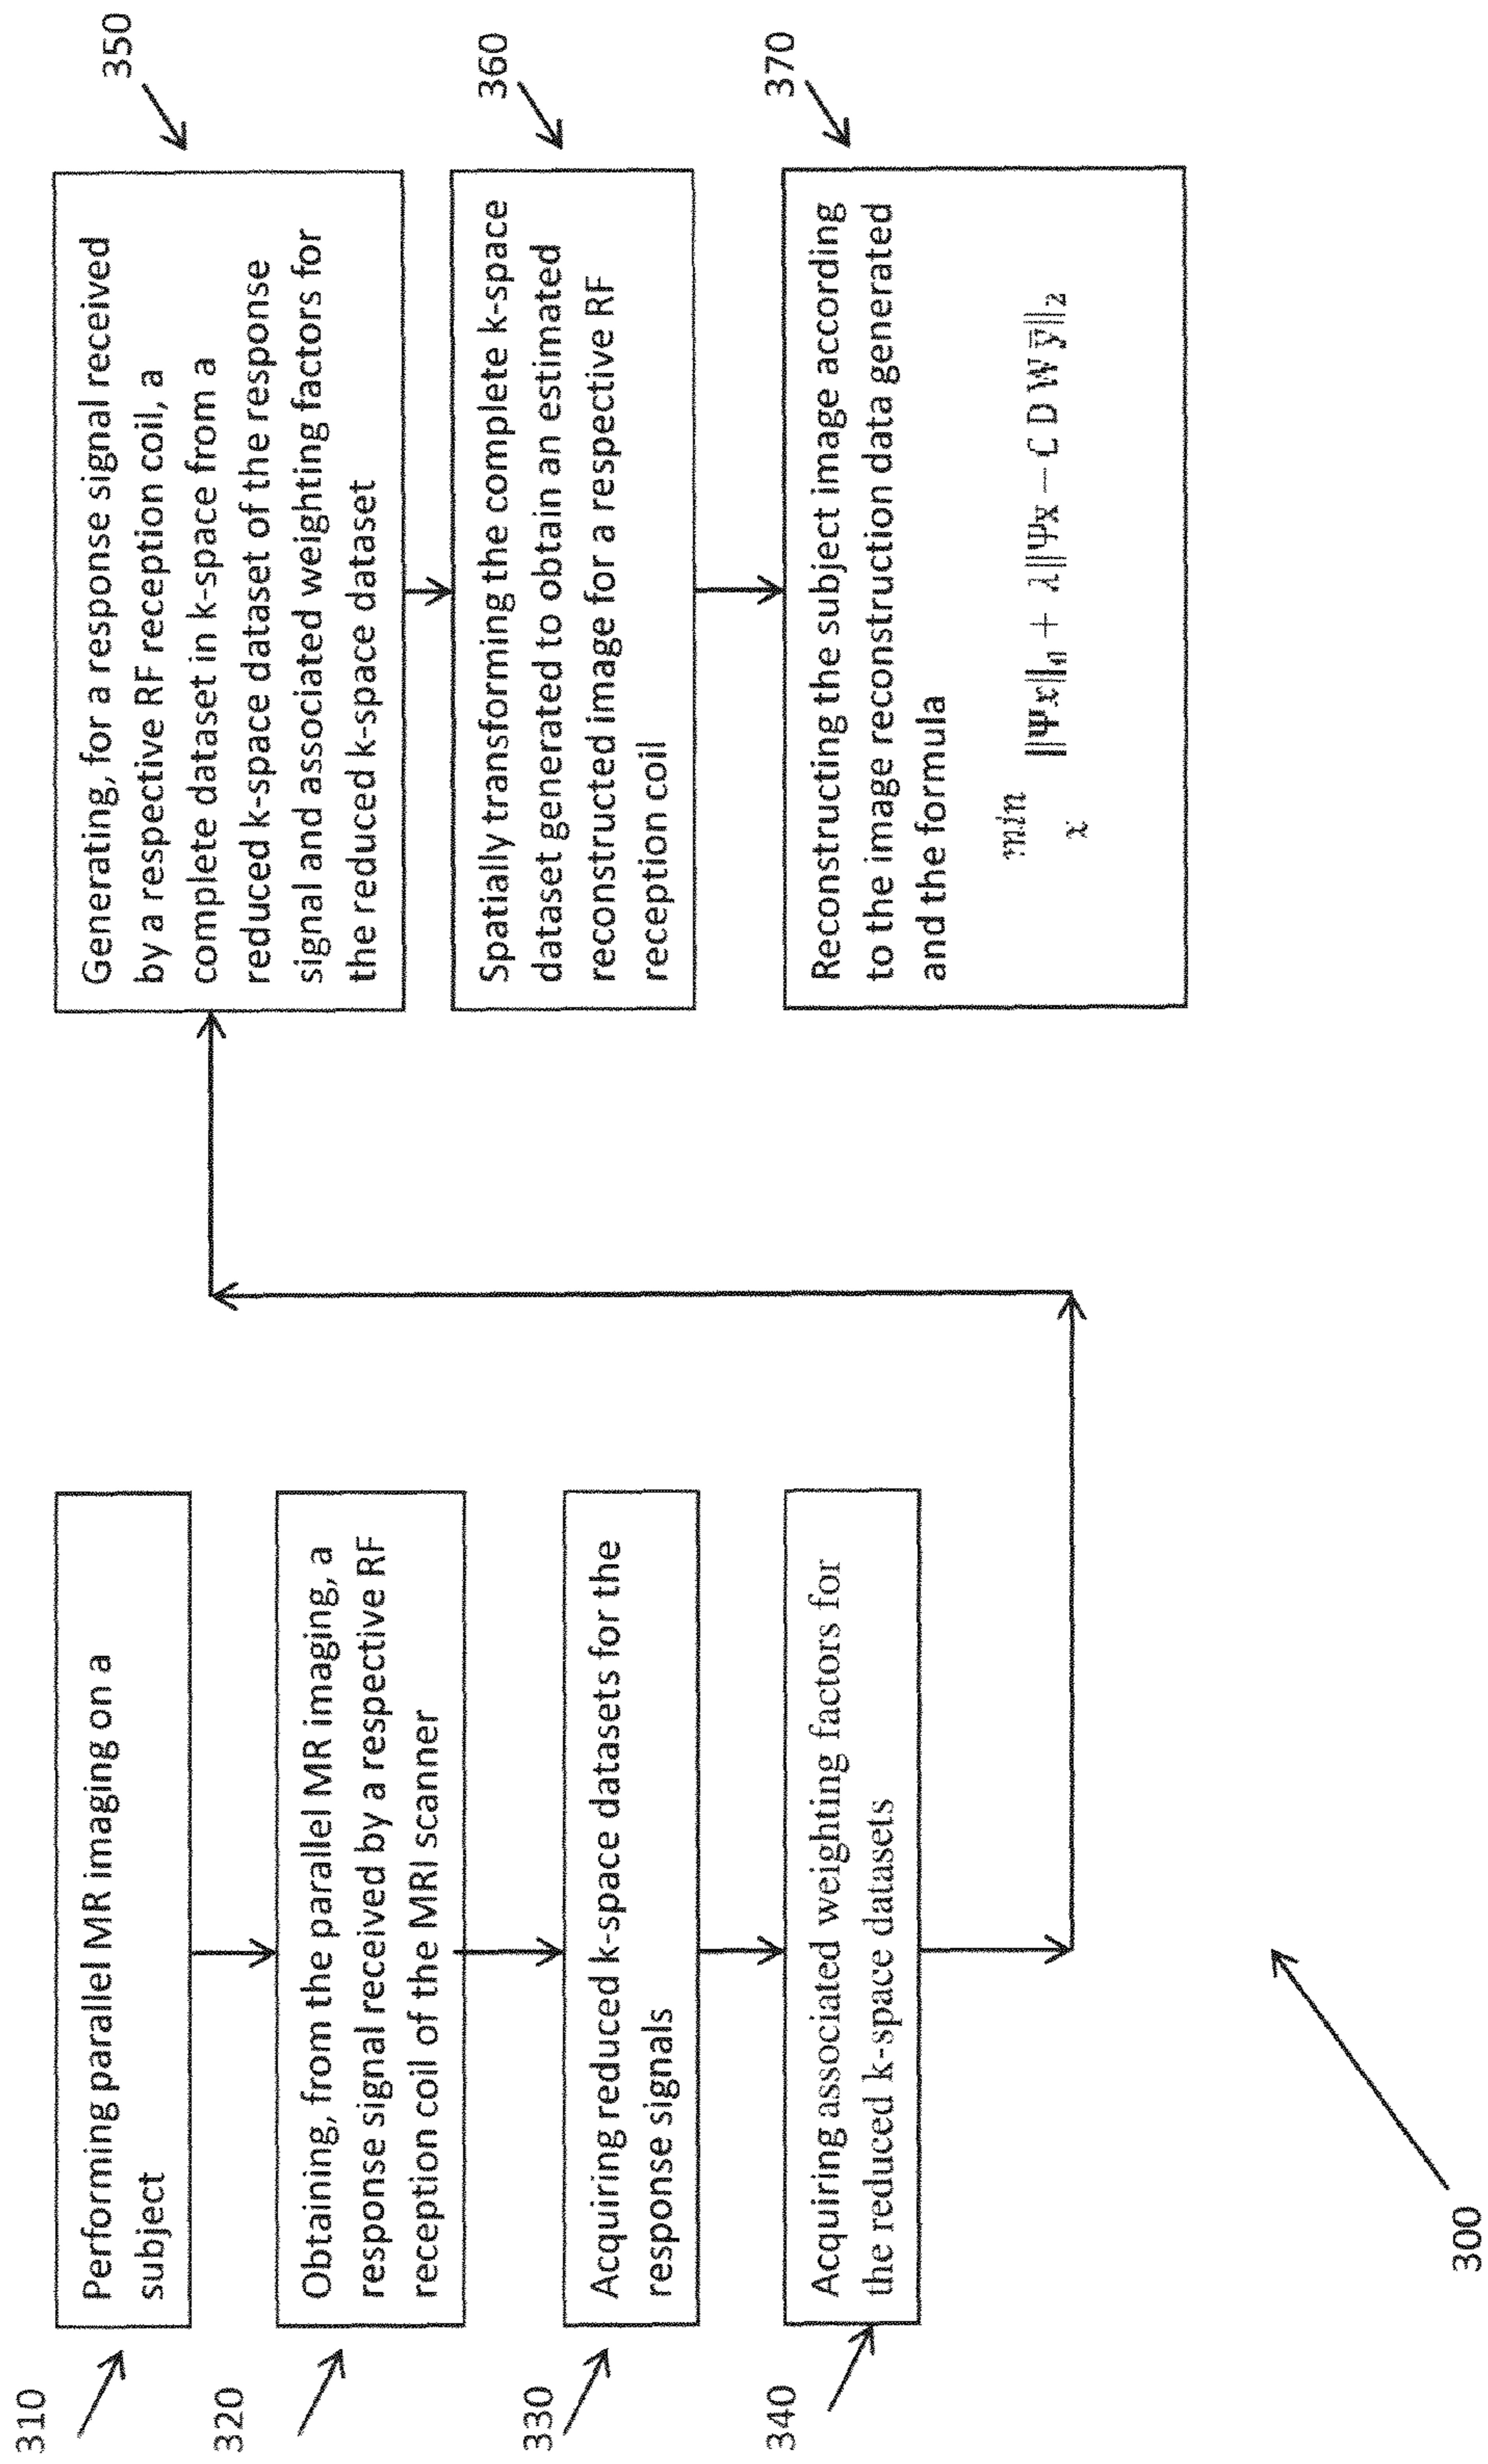 310
Performing parallel MR imaging on a
subject
320
Obtaining, from the parallel MR imaging, a
response signal received by a respective RF
reception coil of the MRI scanner
330
Acquiring reduced k-space datasets for the
response signals
340
Acquiring associated weighting factors for
the reduced k-space datasets
350
Generating, for a response signal received
by a respective RF reception coil, a
complete dataset in k-space from a
reduced k-space dataset of the response
signal and associated weighting factors for
the reduced k-space dataset
360
Spatially transforming the complete k-space
dataset generated to obtain an estimated
reconstructed image for a respective RF
reception coil
370
Reconstructing the subject image according
to the image reconstruction data generated
and the formula
min
x
‖Ψx‖ + λ‖Ψx − C D W y̅‖₂
300